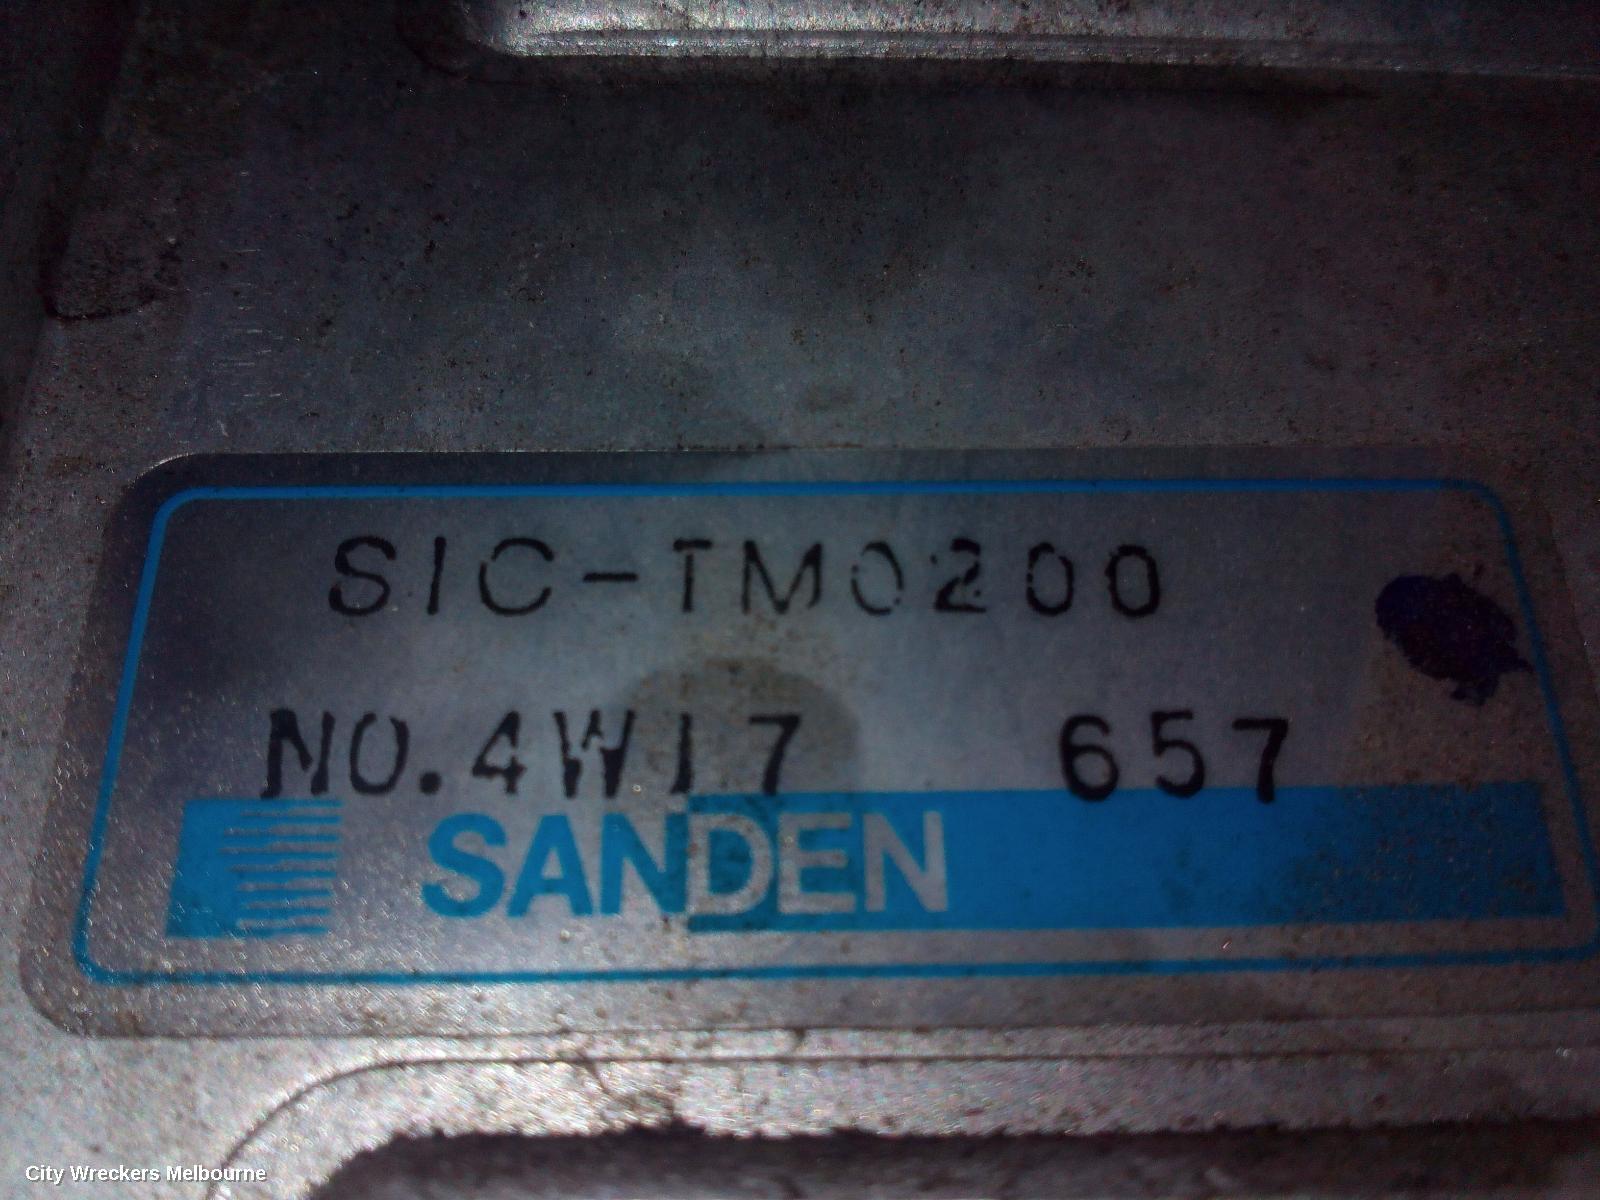 SIC-TM0200
NO.4W17 657
SANDEN
City Wreckers Melbourne